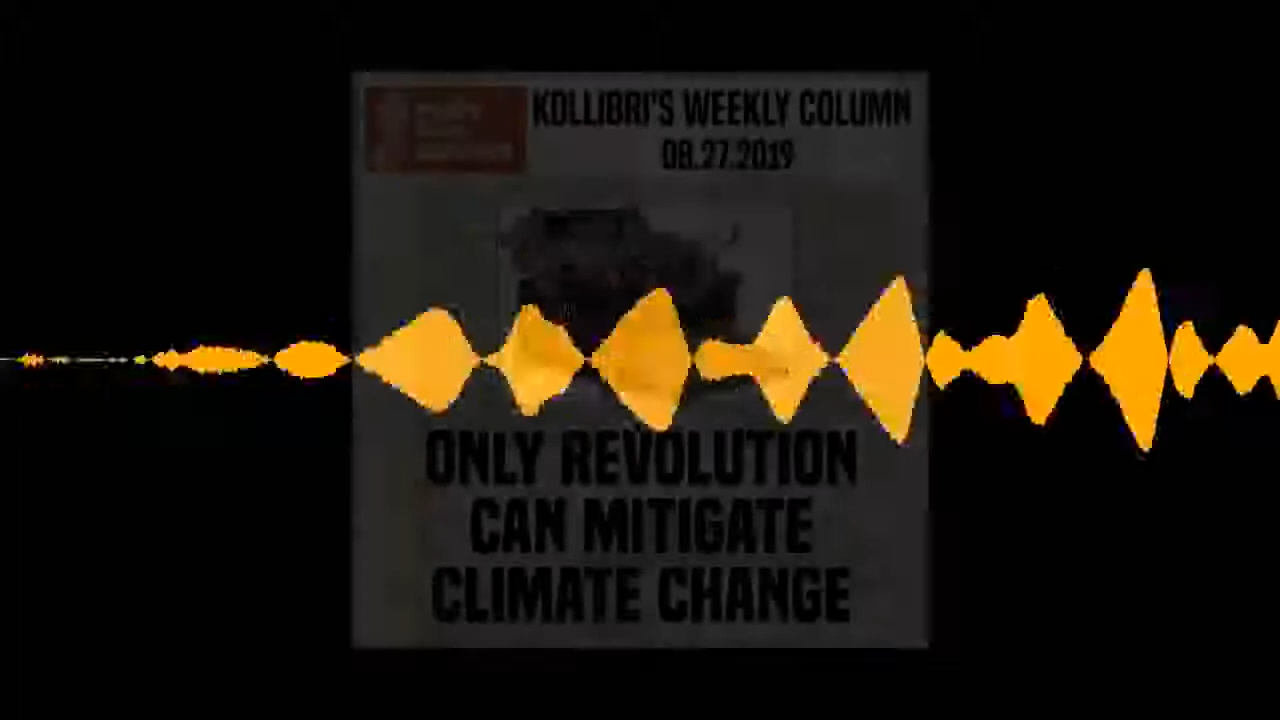 KOLLIBRI'S WEEKLY COLUMN
08.27.2019
ONLY REVOLUTION
CAN MITIGATE
CLIMATE CHANGE